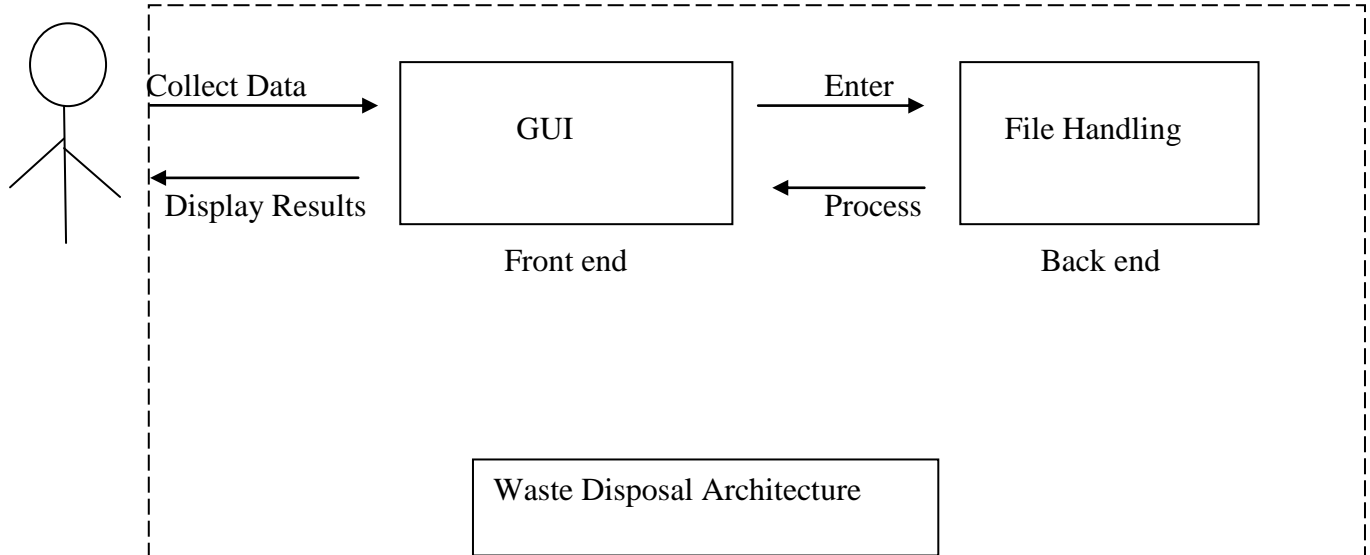 Collect Data
Enter
GUI
File Handling
Display Results
Process
Front end
Back end
Waste Disposal Architecture